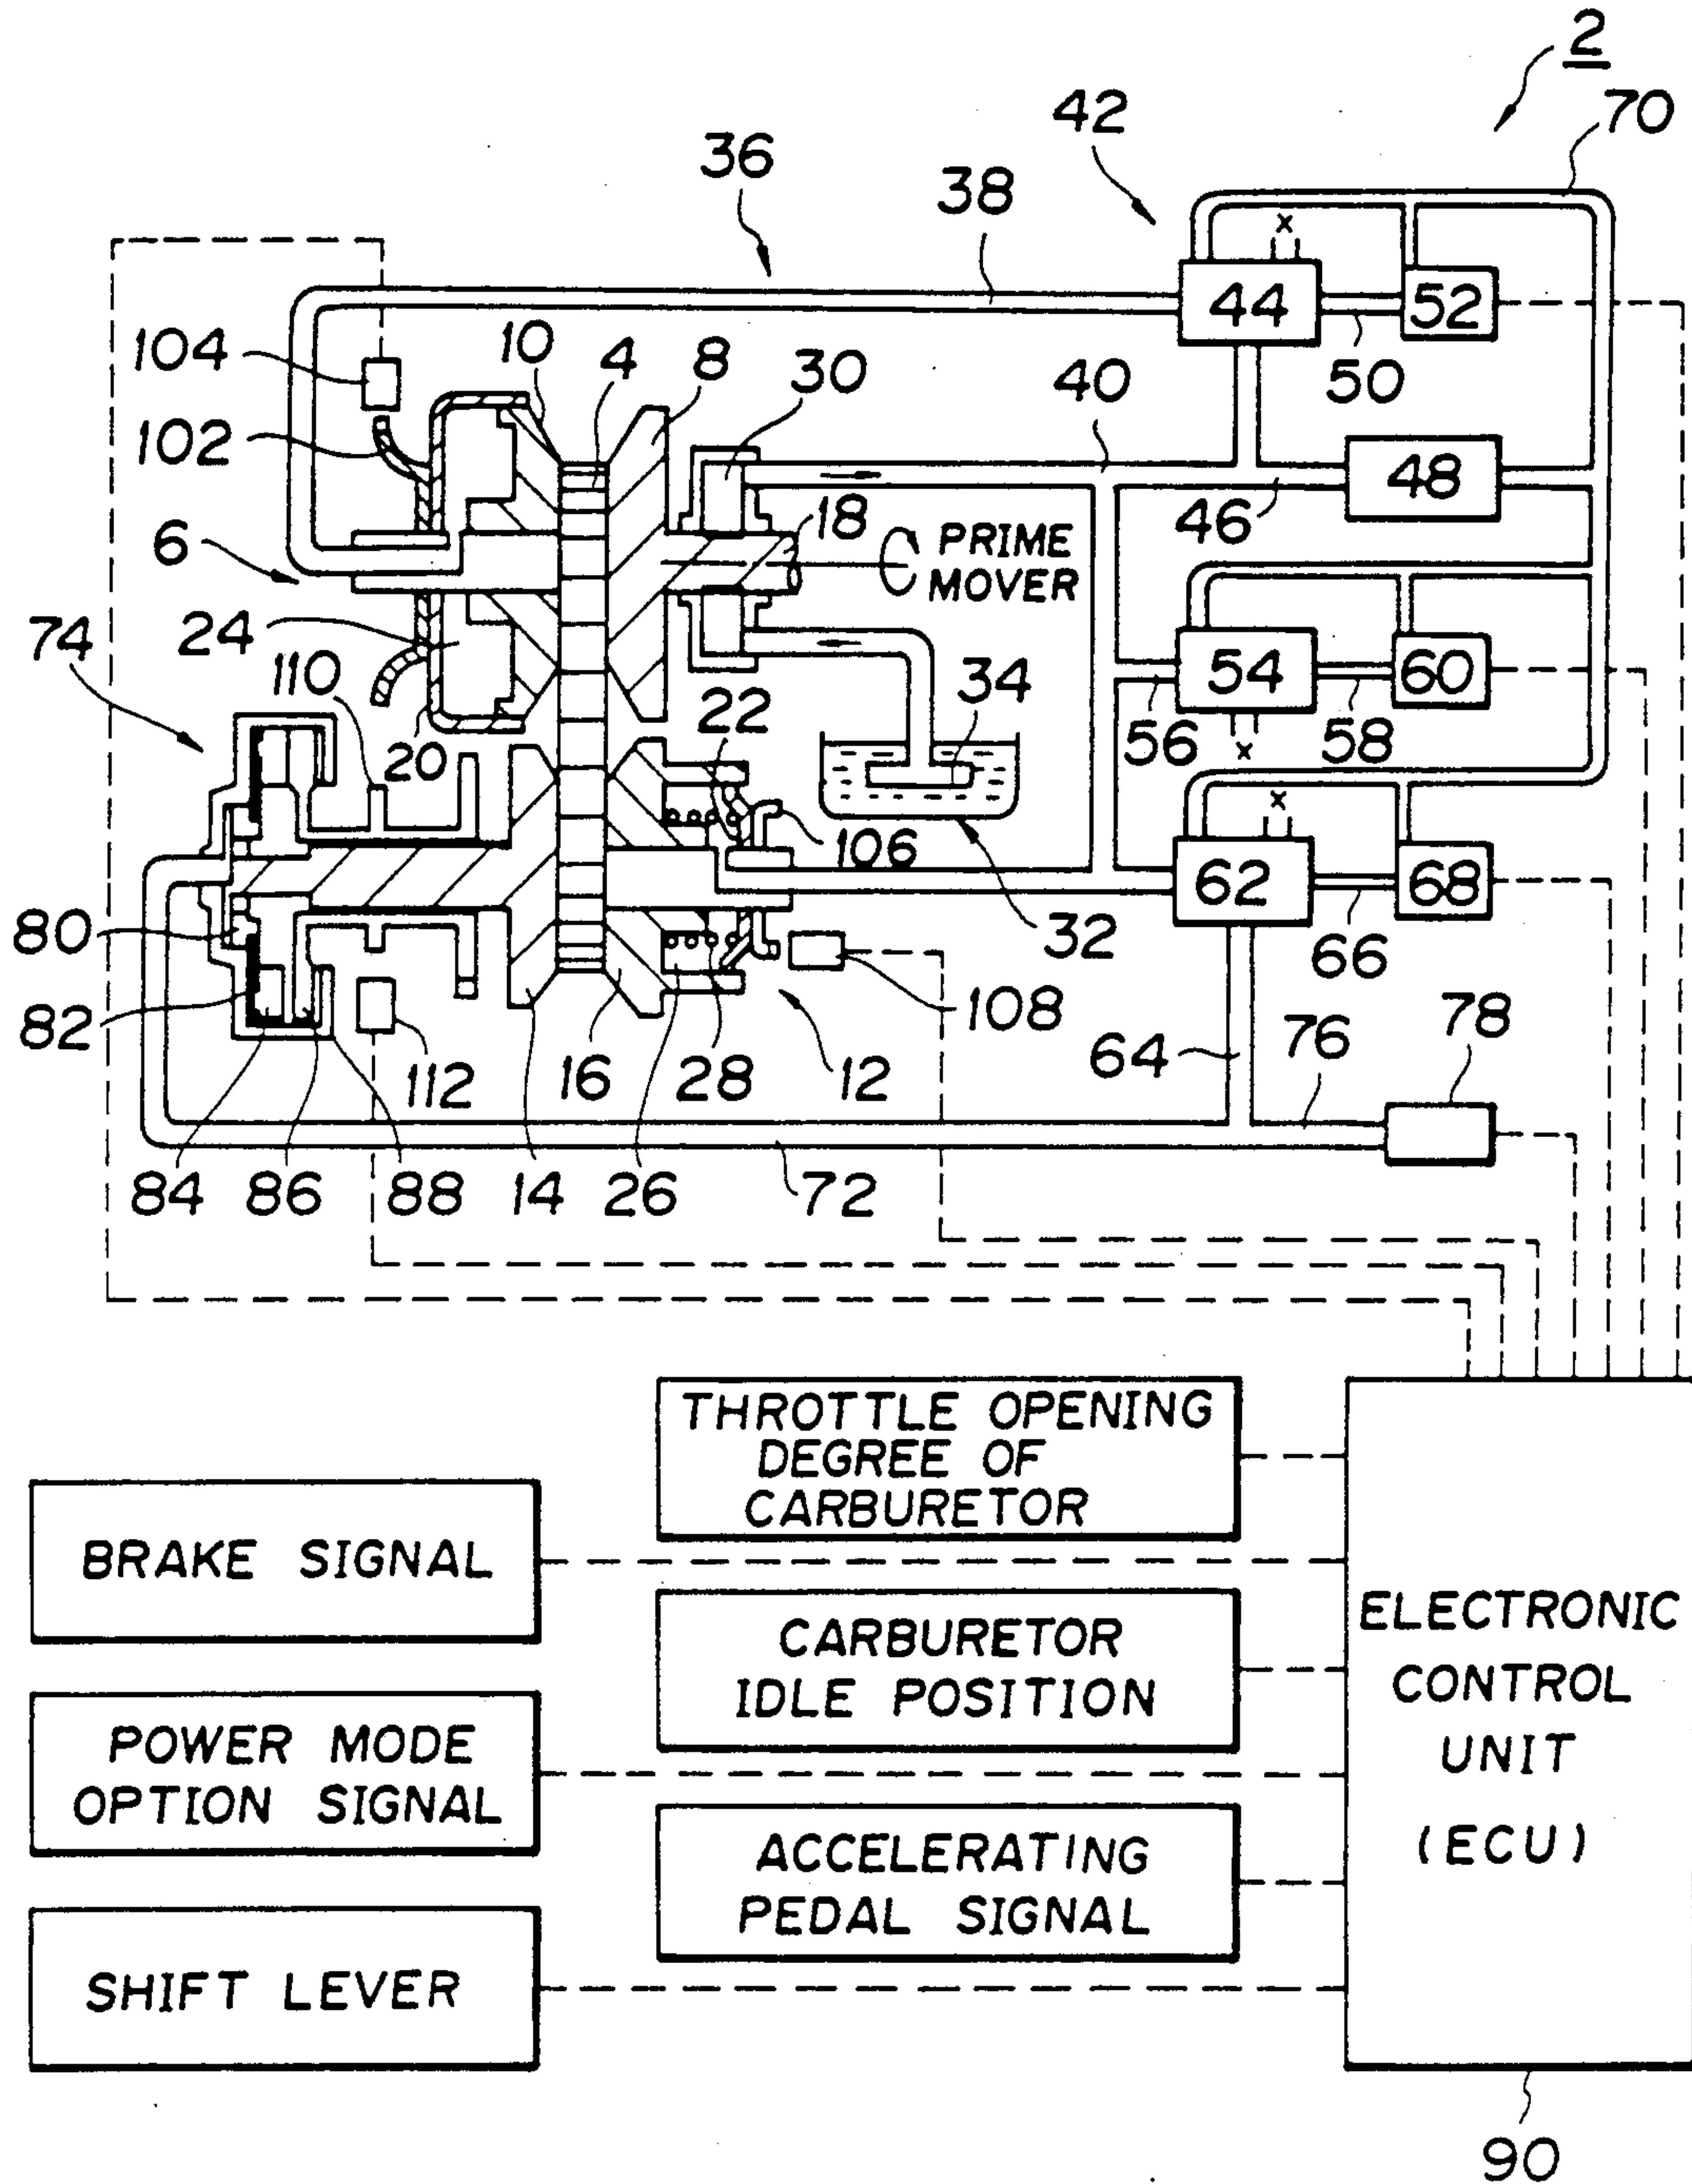 2
70
42
36
38
44
x
52
50
104
10
4
8
30
40
102
48
46
18
6
PRIME
MOVER
24
74
110
54
60
34
22
56
58
x
20
x
106
62
68
80
32
66
82
108
78
76
64
112
16
28
12
84
86
88
14
26
72
THROTTLE OPENING
DEGREE OF
CARBURETOR
BRAKE SIGNAL
CARBURETOR
IDLE POSITION
ELECTRONIC
CONTROL
UNIT
(ECU)
POWER MODE
OPTION SIGNAL
ACCELERATING
PEDAL SIGNAL
SHIFT LEVER
90